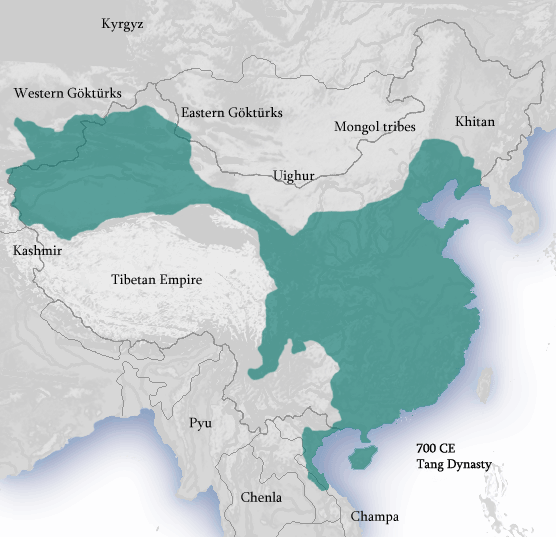 Kyrgyz
Western Göktürks
Eastern Göktürks
Mongol tribes
Khitan
Uighur
Kashmir
Tibetan Empire
Pyu
700 CE
Tang Dynasty
Chenla
Champa